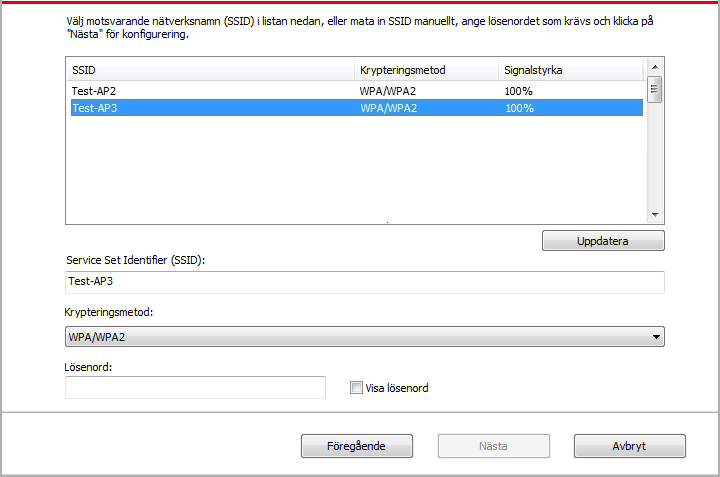 Välj motsvarande nätverksnamn (SSID) i listan nedan, eller mata in SSID manuellt, ange lösenordet som krävs och klicka på
"Nästa" för konfigurering.
SSID Krypteringsmetod Signalstyrka
Test-AP2 WPA/WPA2 100%
Test-AP3 WPA/WPA2 100%
Uppdatera
Service Set Identifier (SSID):
Test-AP3
Krypteringsmetod:
WPA/WPA2
Lösenord:
Visa lösenord
Föregående Nästa Avbryt